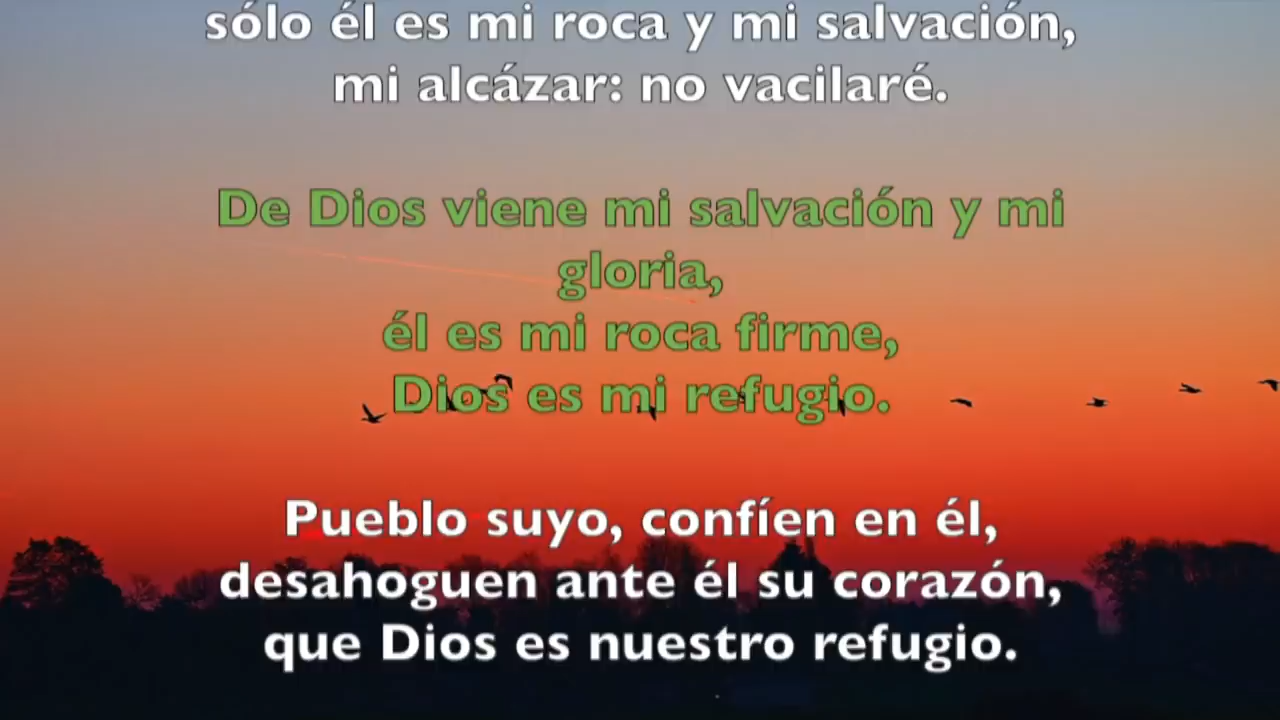 sólo él es mi roca y mi salvación,
mi alcázar: no vacilaré.
De Dios viene mi salvación y mi
gloria,
él es mi roca firme,
Dios es mi refugio.
Pueblo suyo, confíen en él,
desahoguen ante él su corazón,
que Dios es nuestro refugio.